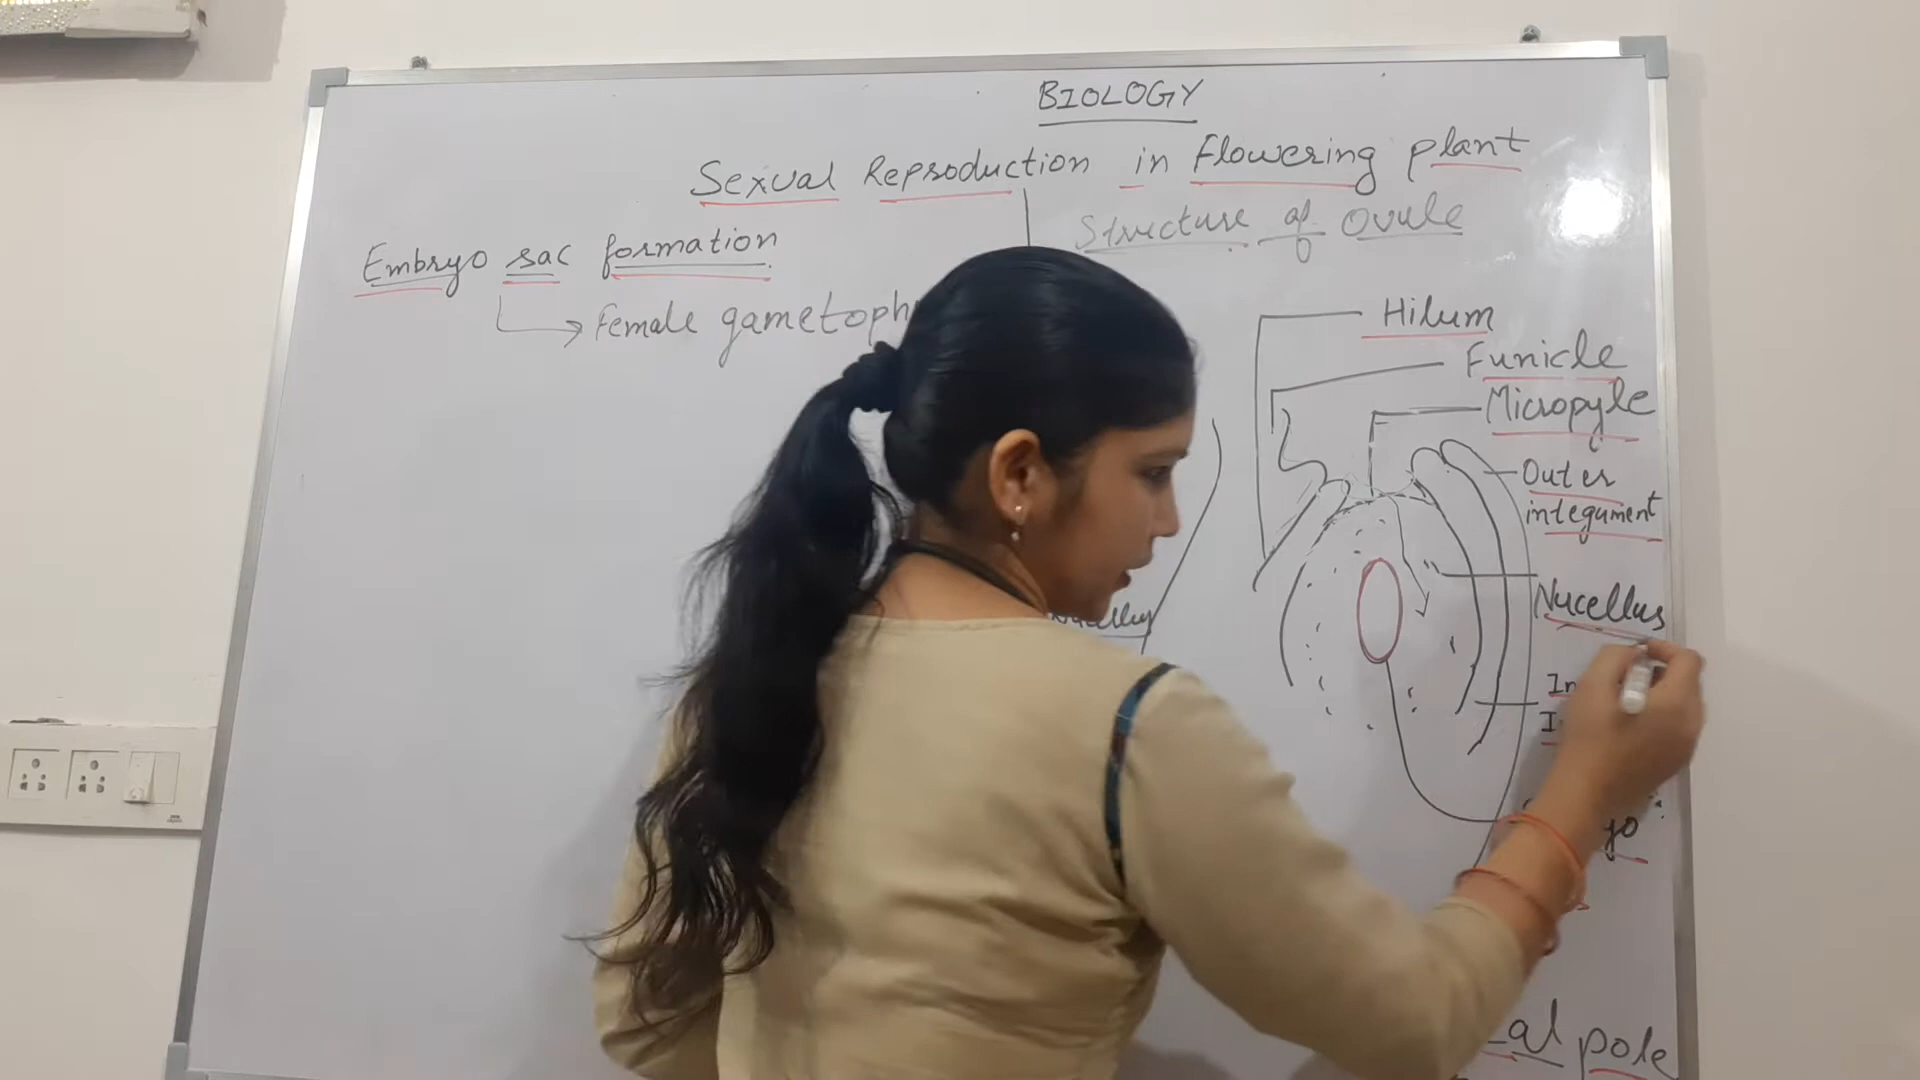 BIOLOGY
Sexual Reproduction in flowering plant
Structure of Ovule
Embryo sac formation
Female gametoph
Hilum
Funicle
Micropyle
Outer
integument
Nucellus
pole